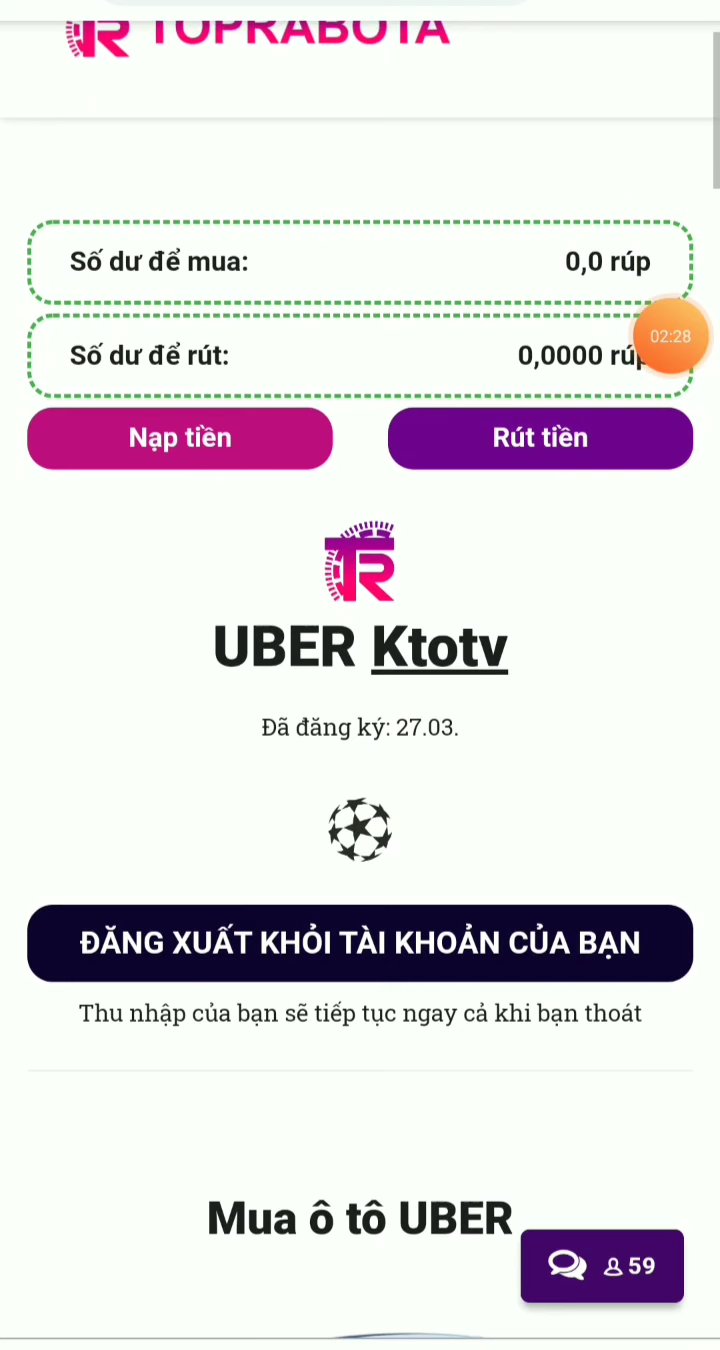 TOPRABOTA
Số dư để mua: 0,0 rúp
Số dư để rút: 0,0000 rúp
02:28
Nạp tiền Rút tiền
UBER Ktotv
Đã đăng ký: 27.03.
ĐĂNG XUẤT KHỎI TÀI KHOẢN CỦA BẠN
Thu nhập của bạn sẽ tiếp tục ngay cả khi bạn thoát
Mua ô tô UBER
59